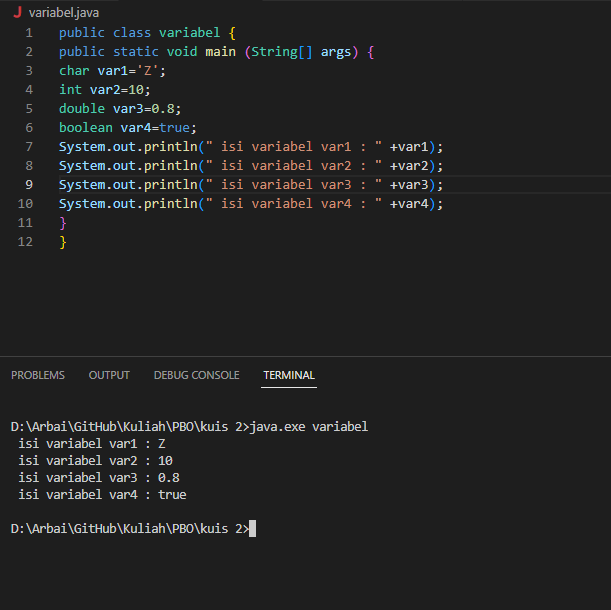 J variabel.java
1 public class variabel {
2 public static void main (String[] args) {
3 char var1='Z';
4 int var2=10;
5 double var3=0.8;
6 boolean var4=true;
7 System.out.println(" isi variabel var1 : " +var1);
8 System.out.println(" isi variabel var2 : " +var2);
9 System.out.println(" isi variabel var3 : " +var3);
10 System.out.println(" isi variabel var4 : " +var4);
11 }
12 }
PROBLEMS OUTPUT DEBUG CONSOLE TERMINAL
D:\Arbai\GitHub\Kuliah\PBO\kuis 2>java.exe variabel
 isi variabel var1 : Z
 isi variabel var2 : 10
 isi variabel var3 : 0.8
 isi variabel var4 : true
D:\Arbai\GitHub\Kuliah\PBO\kuis 2>